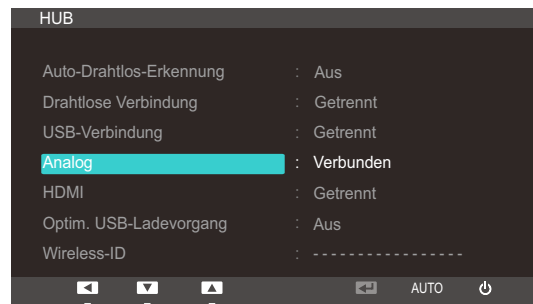 HUB
Auto-Drahtlos-Erkennung : Aus
Drahtlose Verbindung : Getrennt
USB-Verbindung : Getrennt
Analog : Verbunden
HDMI : Getrennt
Optim. USB-Ladevorgang : Aus
Wireless-ID : - - - - - - - - - - - - - - - - -
AUTO